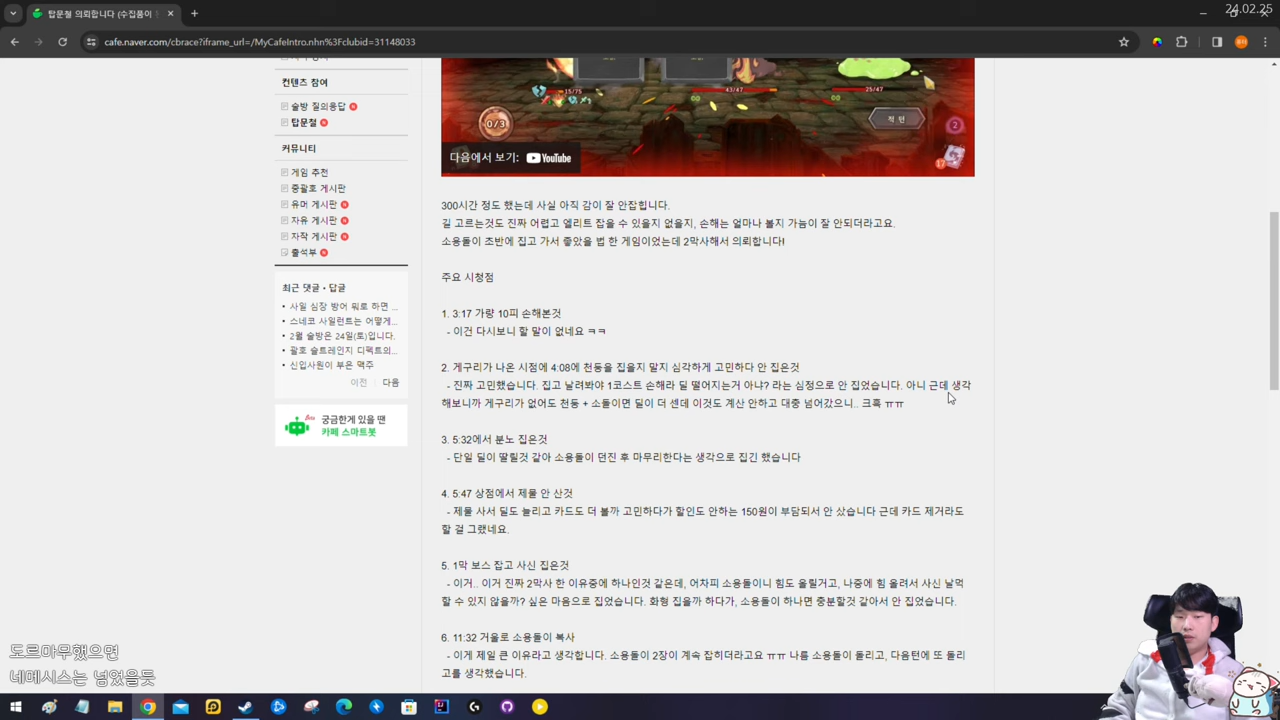 24.02.25
탑문철 의뢰합니다 (수집품이
cafe.naver.com/cbrace?iframe_url=/MyCafeIntro.nhn%3Fclubid=31148033
컨텐츠 참여
술방 질의응답
탑문철
커뮤니티
게임 추천
중괄호 게시판
유머 게시판
자유 게시판
자작 게시판
출석부
최근 댓글 • 답글
• 사일 심장 방어 뭐로 하면 ...
• 스네코 사일런트는 어떻게...
• 2월 술방은 24일(토)입니다.
• 괄호 슬트레인지 디펙트의...
• 신입사원이 부은 맥주
이전 다음
궁금한게 있을 땐
카페 스마트봇
15/75
43/47
25/47
0/3
적 턴
2
17
다음에서 보기: YouTube
300시간 정도 했는데 사실 아직 감이 잘 안잡힙니다.
길 고르는것도 진짜 어렵고 엘리트 잡을 수 있을지 없을지, 손해는 얼마나 볼지 가늠이 잘 안되더라고요.
소용돌이 초반에 집고 가서 좋았을 법 한 게임이었는데 2막사해서 의뢰합니다!
주요 시청점
1. 3:17 가량 10피 손해본것
- 이건 다시보니 할 말이 없네요 ㅋㅋ
2. 게구리가 나온 시점에 4:08에 천둥을 집을지 말지 심각하게 고민하다 안 집은것
- 진짜 고민했습니다. 집고 날려봐야 1코스트 손해라 딜 떨어지는거 아냐? 라는 심정으로 안 집었습니다. 아니 근데 생각
해보니까 게구리가 없어도 천둥 + 소돌이면 딜이 더 센데 이것도 계산 안하고 대충 넘어갔으니.. 크흑 ㅠㅠ
3. 5:32에서 분노 집은것
- 단일 딜이 딸릴것 같아 소용돌이 던진 후 마무리한다는 생각으로 집긴 했습니다
4. 5:47 상점에서 제물 안 산것
- 제물 사서 딜도 늘리고 카드도 더 볼까 고민하다가 할인도 안하는 150원이 부담되서 안 샀습니다 근데 카드 제거라도
할 걸 그랬네요.
5. 1막 보스 잡고 사신 집은것
- 이거.. 이거 진짜 2막사 한 이유중에 하나인것 같은데, 어차피 소용돌이니 힘도 올릴거고, 나중에 힘 올려서 사신 날먹
할 수 있지 않을까? 싶은 마음으로 집었습니다. 화형 집을까 하다가, 소용돌이 하나면 충분할것 같아서 안 집었습니다.
6. 11:32 거울로 소용돌이 복사
- 이게 제일 큰 이유라고 생각합니다. 소용돌이 2장이 계속 잡히더라고요 ㅠㅠ 나름 소용돌이 돌리고, 다음턴에 또 돌리
고를 생각했습니다.
도르마무했으면
네메시스는 넘었을듯